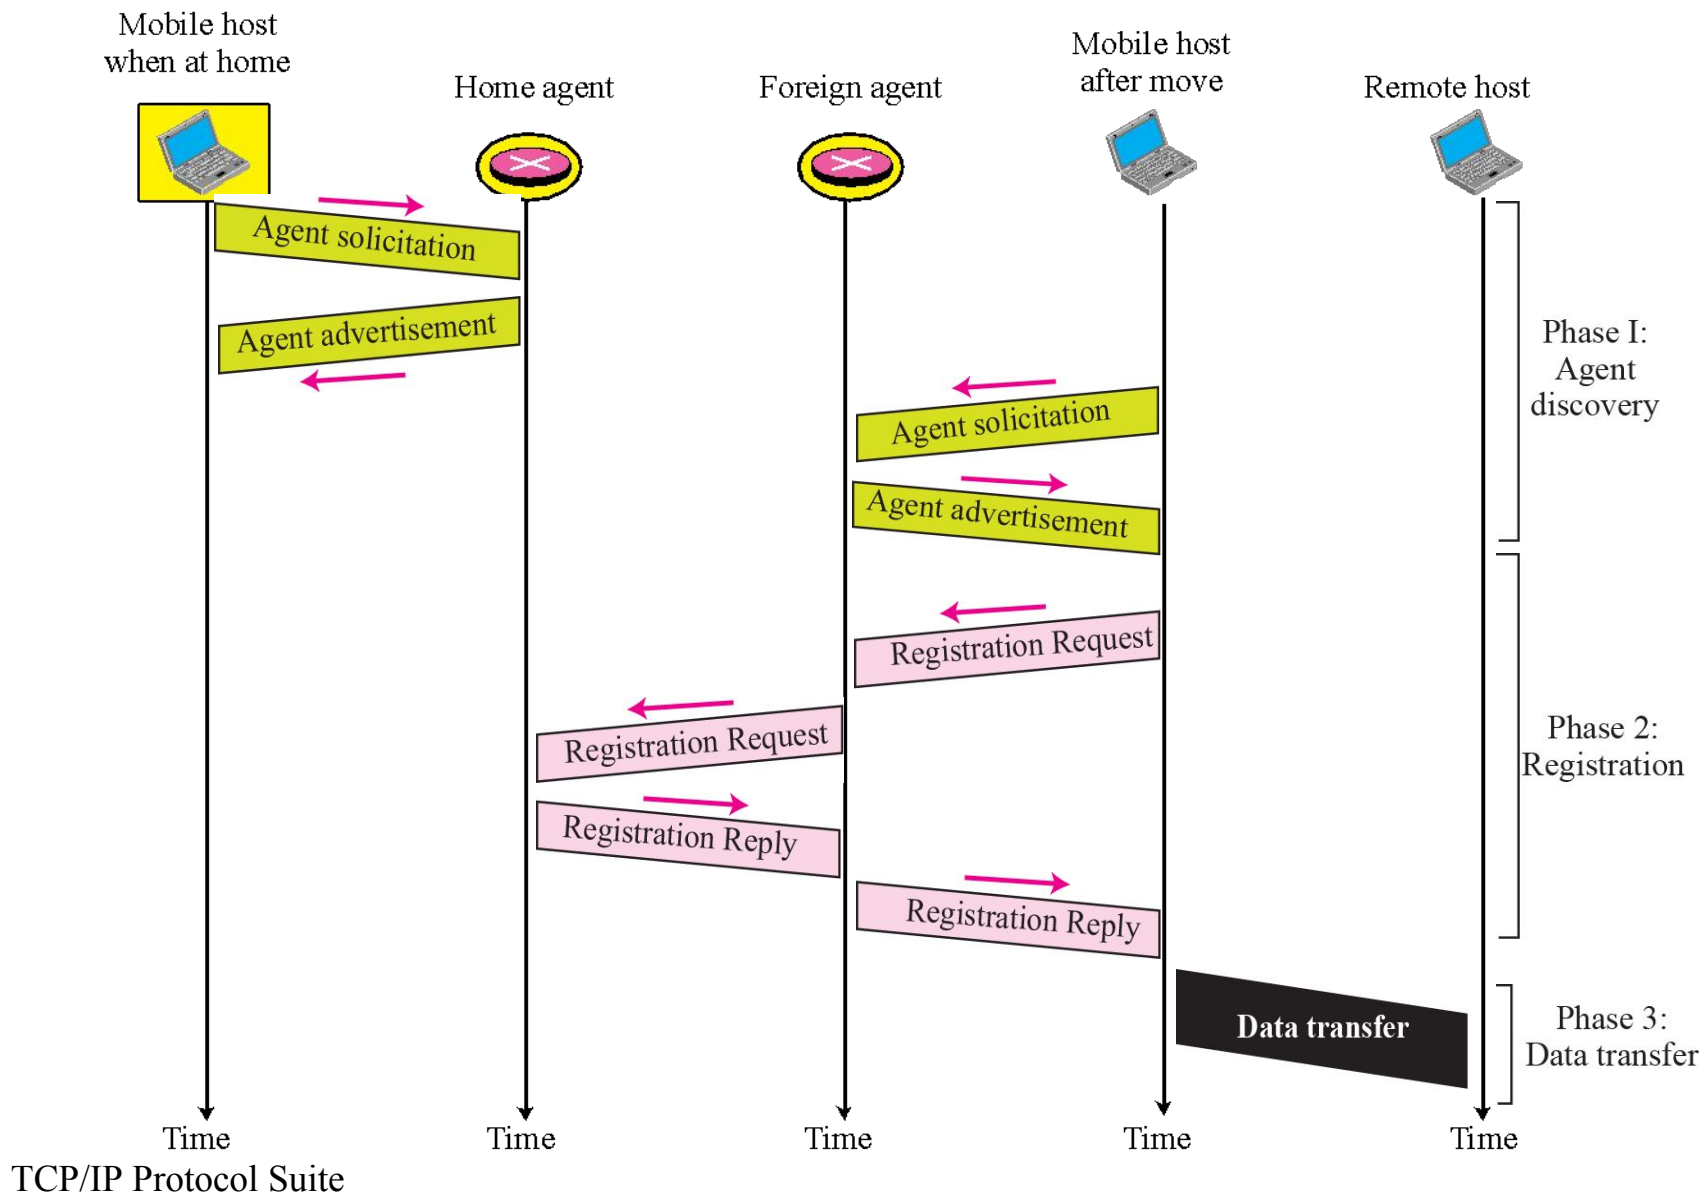 Mobile host
when at home
Home agent
Foreign agent
Mobile host
after move
Remote host
Agent solicitation
Agent advertisement
Agent solicitation
Agent advertisement
Phase I:
Agent
discovery
Registration Request
Registration Request
Registration Reply
Registration Reply
Phase 2:
Registration
Data transfer
Phase 3:
Data transfer
Time
Time
Time
Time
Time
TCP/IP Protocol Suite